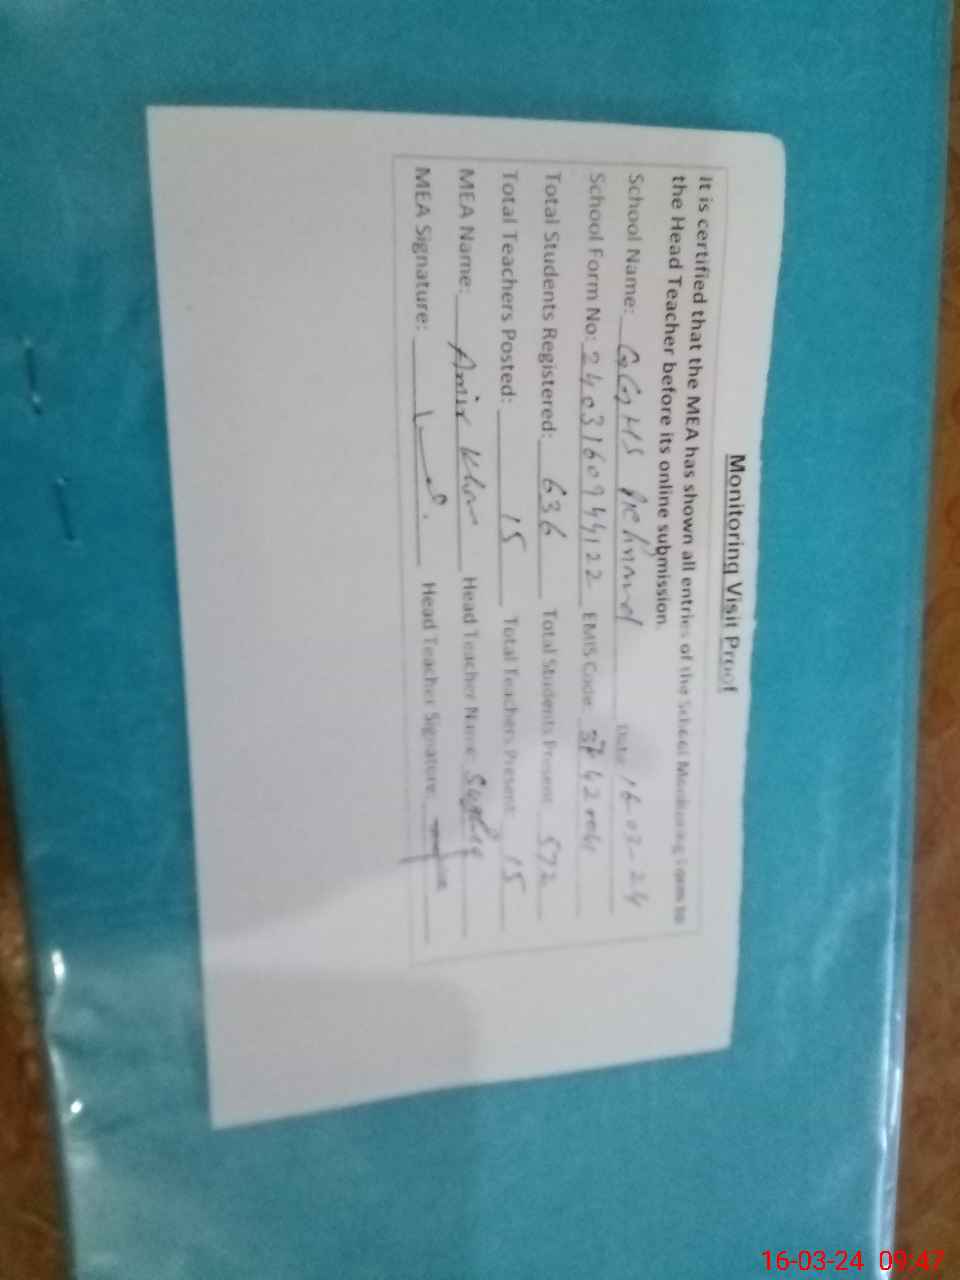 Monitoring Visit Proof
It is certified that the MEA has shown all entries of the School Monitoring Form to
the Head Teacher before its online submission.
School Name: GGHS Date 16-03-24
School Form No: EMIS Code:
Total Students Registered: 636 Total Students Present 572
Total Teachers Posted: 15 Total Teachers Present: 15
MEA Name: Amir Khan Head Teacher Name:
MEA Signature: Head Teacher Signature:
16-03-24 09:47